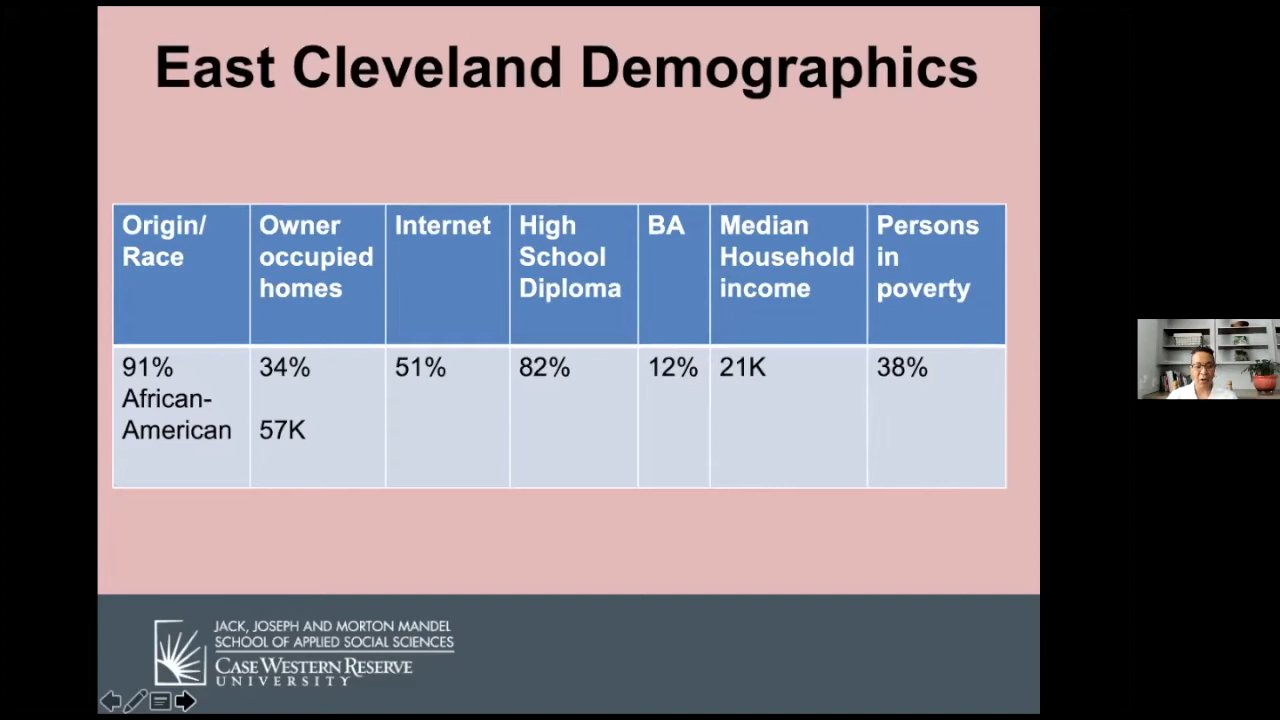 East Cleveland Demographics
Origin/
Race
Owner
occupied
homes
Internet
High
School
Diploma
BA
Median
Household
income
Persons
in
poverty
91%
African-
American
34%
57K
51%
82%
12%
21K
38%
JACK, JOSEPH AND MORTON MANDEL
SCHOOL OF APPLIED SOCIAL SCIENCES
CASE WESTERN RESERVE
UNIVERSITY